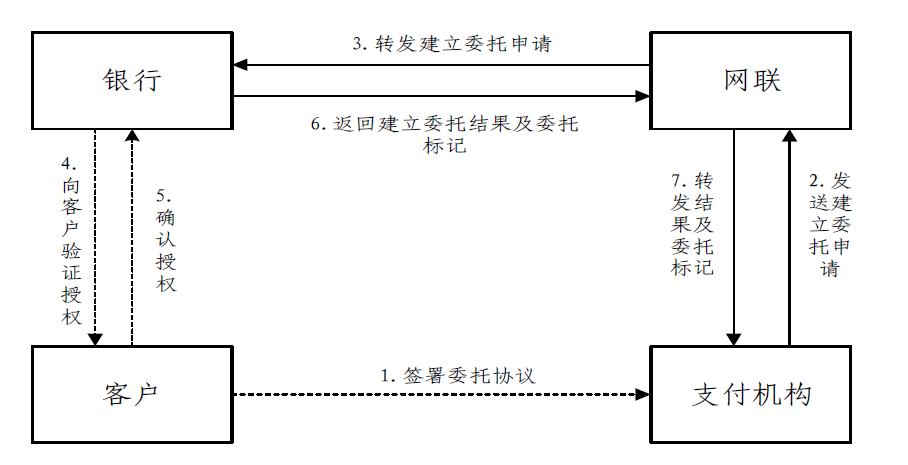 3. 转发建立委托申请
银行
网联
6. 返回建立委托结果及委托
标记
4.
向
客
户
验
证
授
权
5.
确
认
授
权
7. 转
发结
果及
委托
标记
2. 发
送建
立委
托申
请
1. 签署委托协议
客户
支付机构